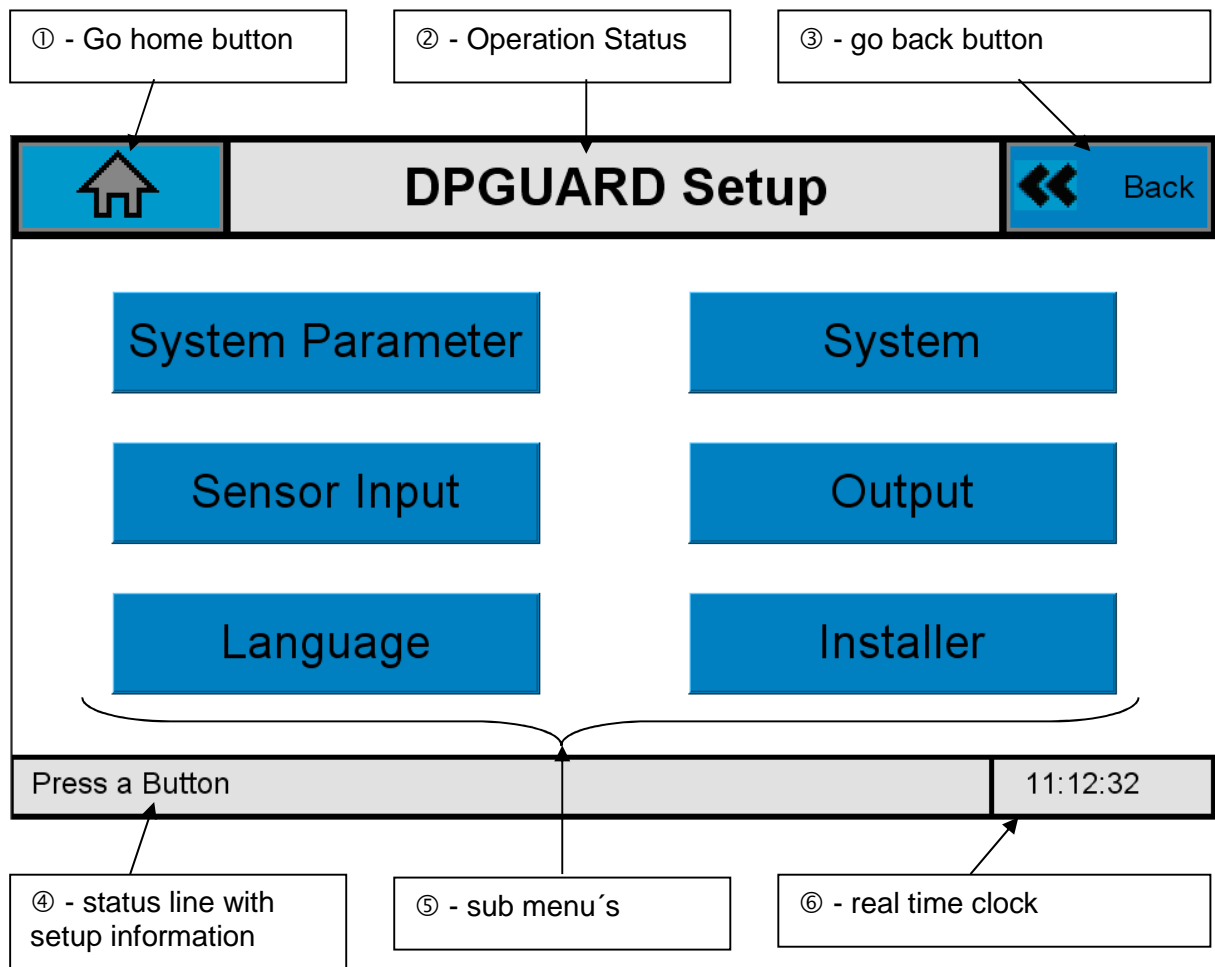 ① - Go home button
② - Operation Status
③ - go back button
DPGUARD Setup
Back
System Parameter
System
Sensor Input
Output
Language
Installer
Press a Button
11:12:32
④ - status line with
setup information
⑤ - sub menu´s
⑥ - real time clock